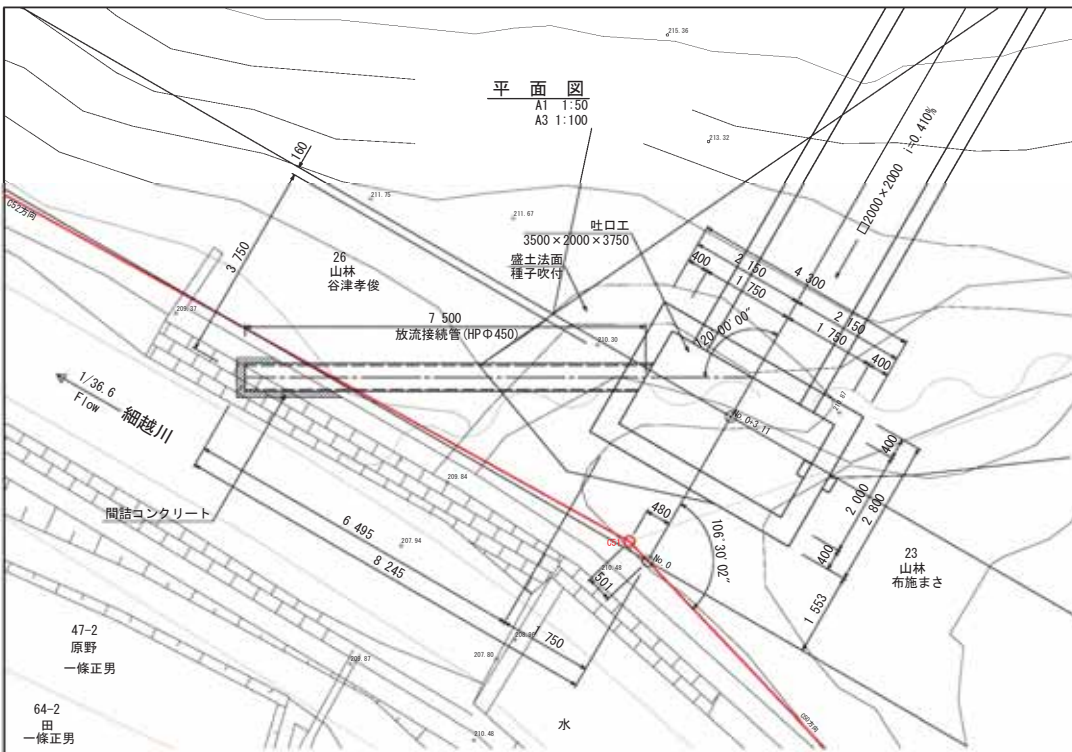 215.36
平 面 図
A1 1:50
A3 1:100
213.32
□2000×2000 i=0.410%
160
211.75
211.67
C52方向
吐口工
3500×2000×3750
盛土法面
種子吹付
26
山林
谷津孝俊
3 750
400
2 150
4 300
1 750
2 150
1 750
400
120°00'00"
7 500
放流接続管(HPΦ450)
209.37
210.30
1/36.6
Flow
細越川
No.0+3.11
400
2 000
2 800
400
209.84
間詰コンクリート
6 495
8 245
207.94
480
106°30'02"
No.0
210.48
501
23
山林
布施まさ
1 553
1 750
207.80
47-2
原野
一條正男
64-2
田
一條正男
水
210.48